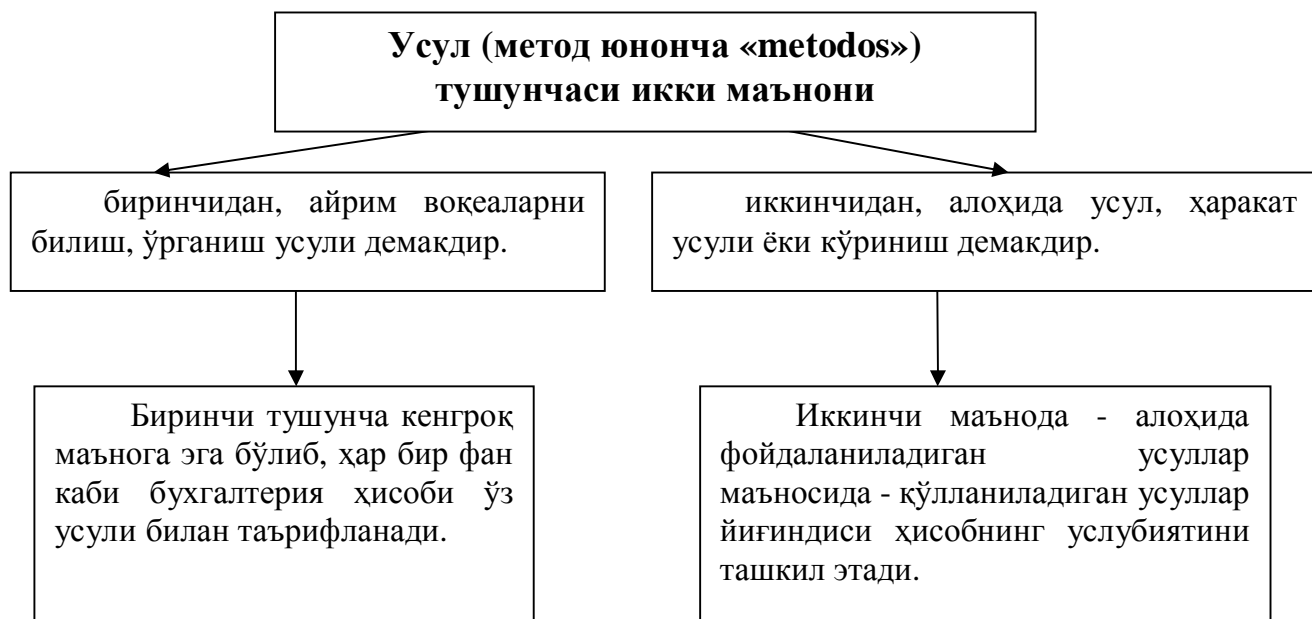 Усул (метод юнонча «metodos»)
тушунчаси икки маънони
биринчидан, айрим воқеаларни
билиш, ўрганиш усули демакдир.
иккинчидан, алоҳида усул, ҳаракат
усули ёки кўриниш демакдир.
Биринчи тушунча кенгроқ
маънога эга бўлиб, ҳар бир фан
каби бухгалтерия ҳисоби ўз
усули билан таърифланади.
Иккинчи маънода - алоҳида
фойдаланиладиган усуллар
маъносида - қўлланиладиган усуллар
йиғиндиси ҳисобнинг услубиятини
ташкил этади.